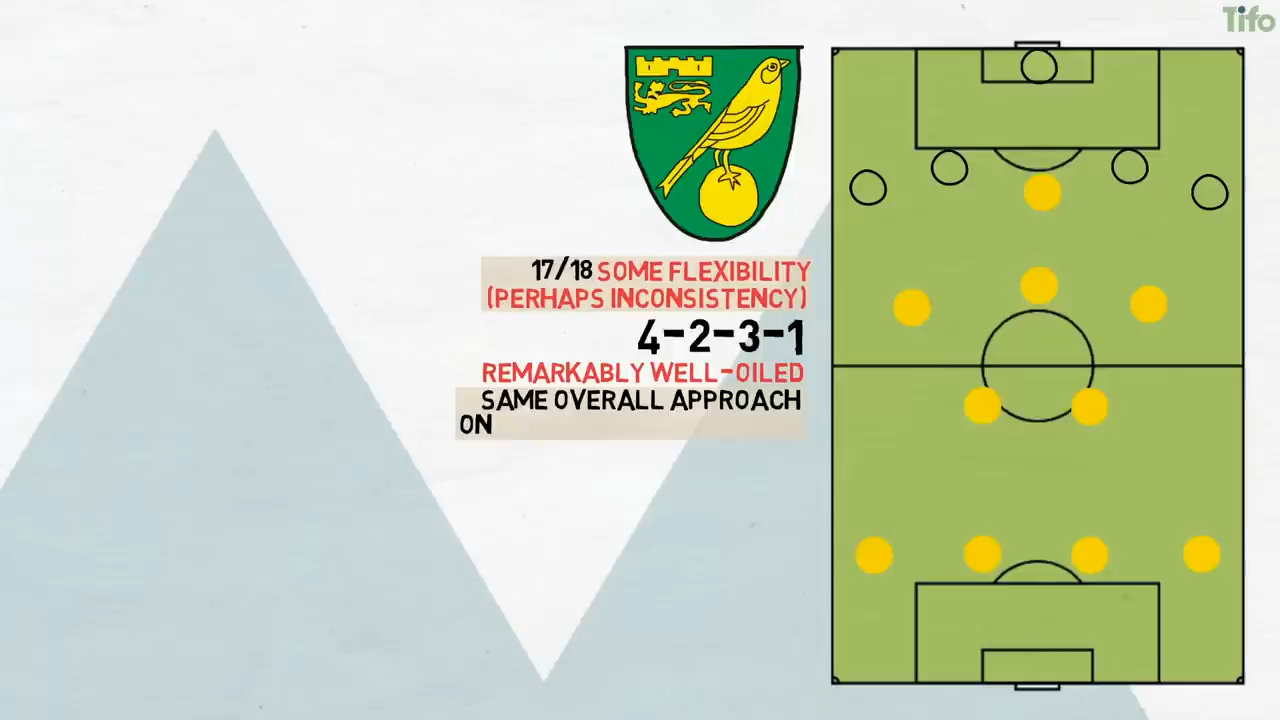 Tifo
17/18 SOME FLEXIBILITY
(PERHAPS INCONSISTENCY)
4-2-3-1
REMARKABLY WELL-OILED
SAME OVERALL APPROACH
ON